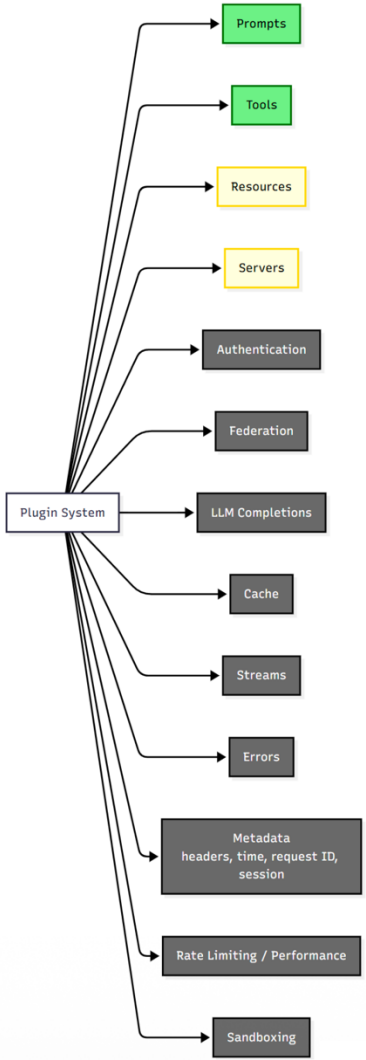 Prompts
Tools
Resources
Servers
Authentication
Federation
Plugin System
LLM Completions
Cache
Streams
Errors
Metadata
headers, time, request ID,
session
Rate Limiting / Performance
Sandboxing